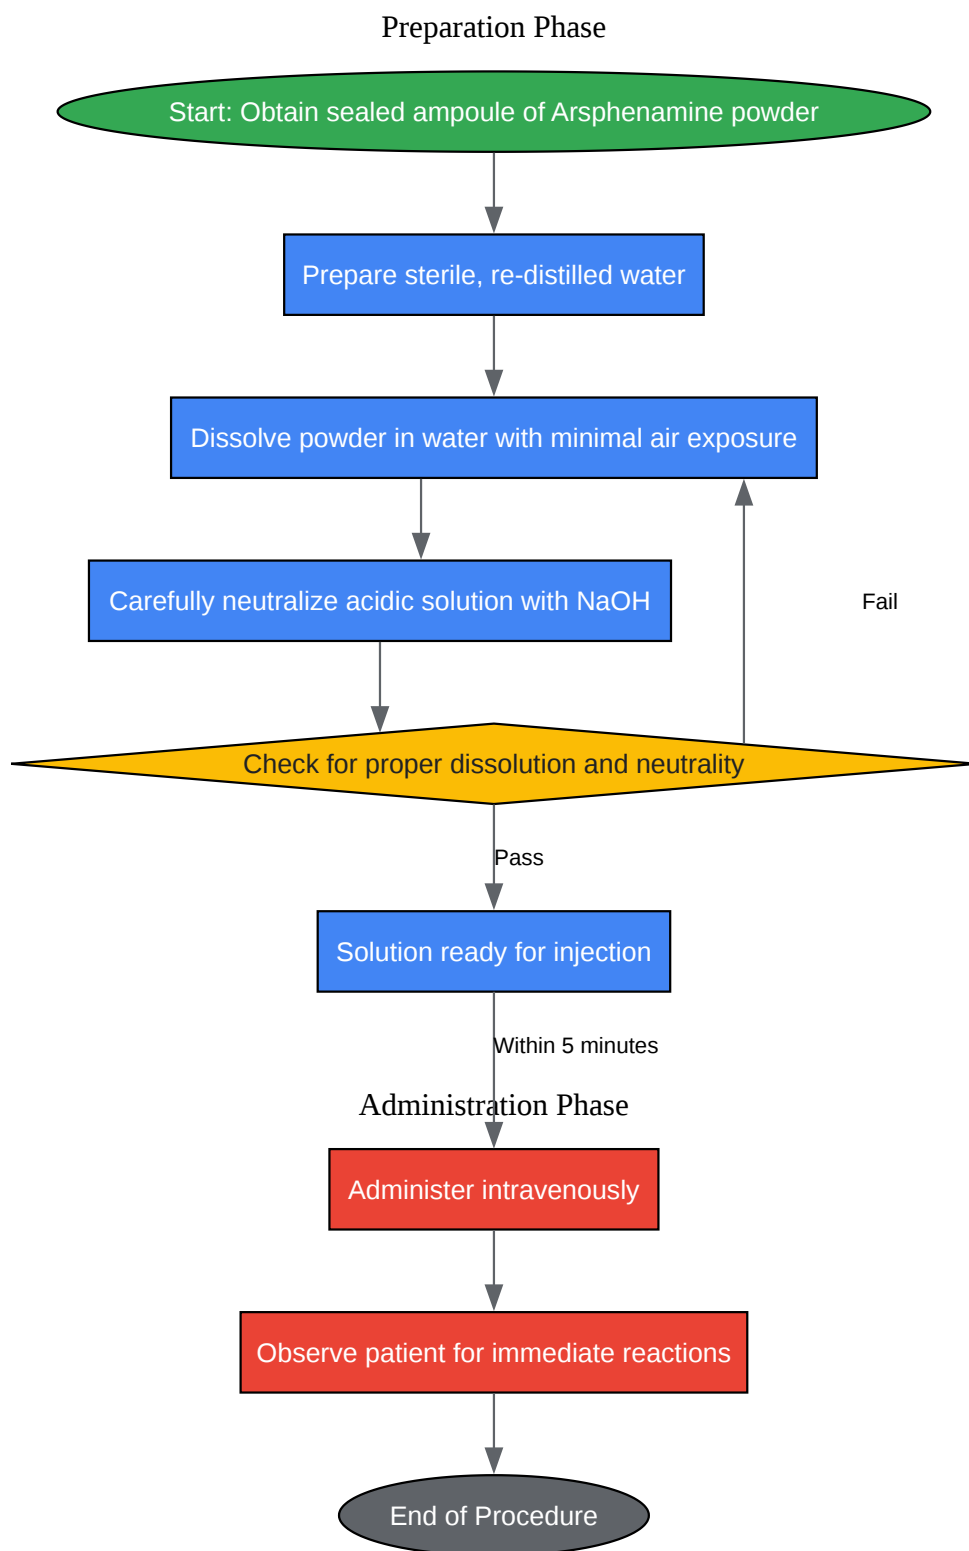 Preparation Phase
Start: Obtain sealed ampoule of Arsphenamine powder
Prepare sterile, re-distilled water
Dissolve powder in water with minimal air exposure
Carefully neutralize acidic solution with NaOH
Fail
Check for proper dissolution and neutrality
Pass
Solution ready for injection
Within 5 minutes
Administration Phase
Administer intravenously
Observe patient for immediate reactions
End of Procedure